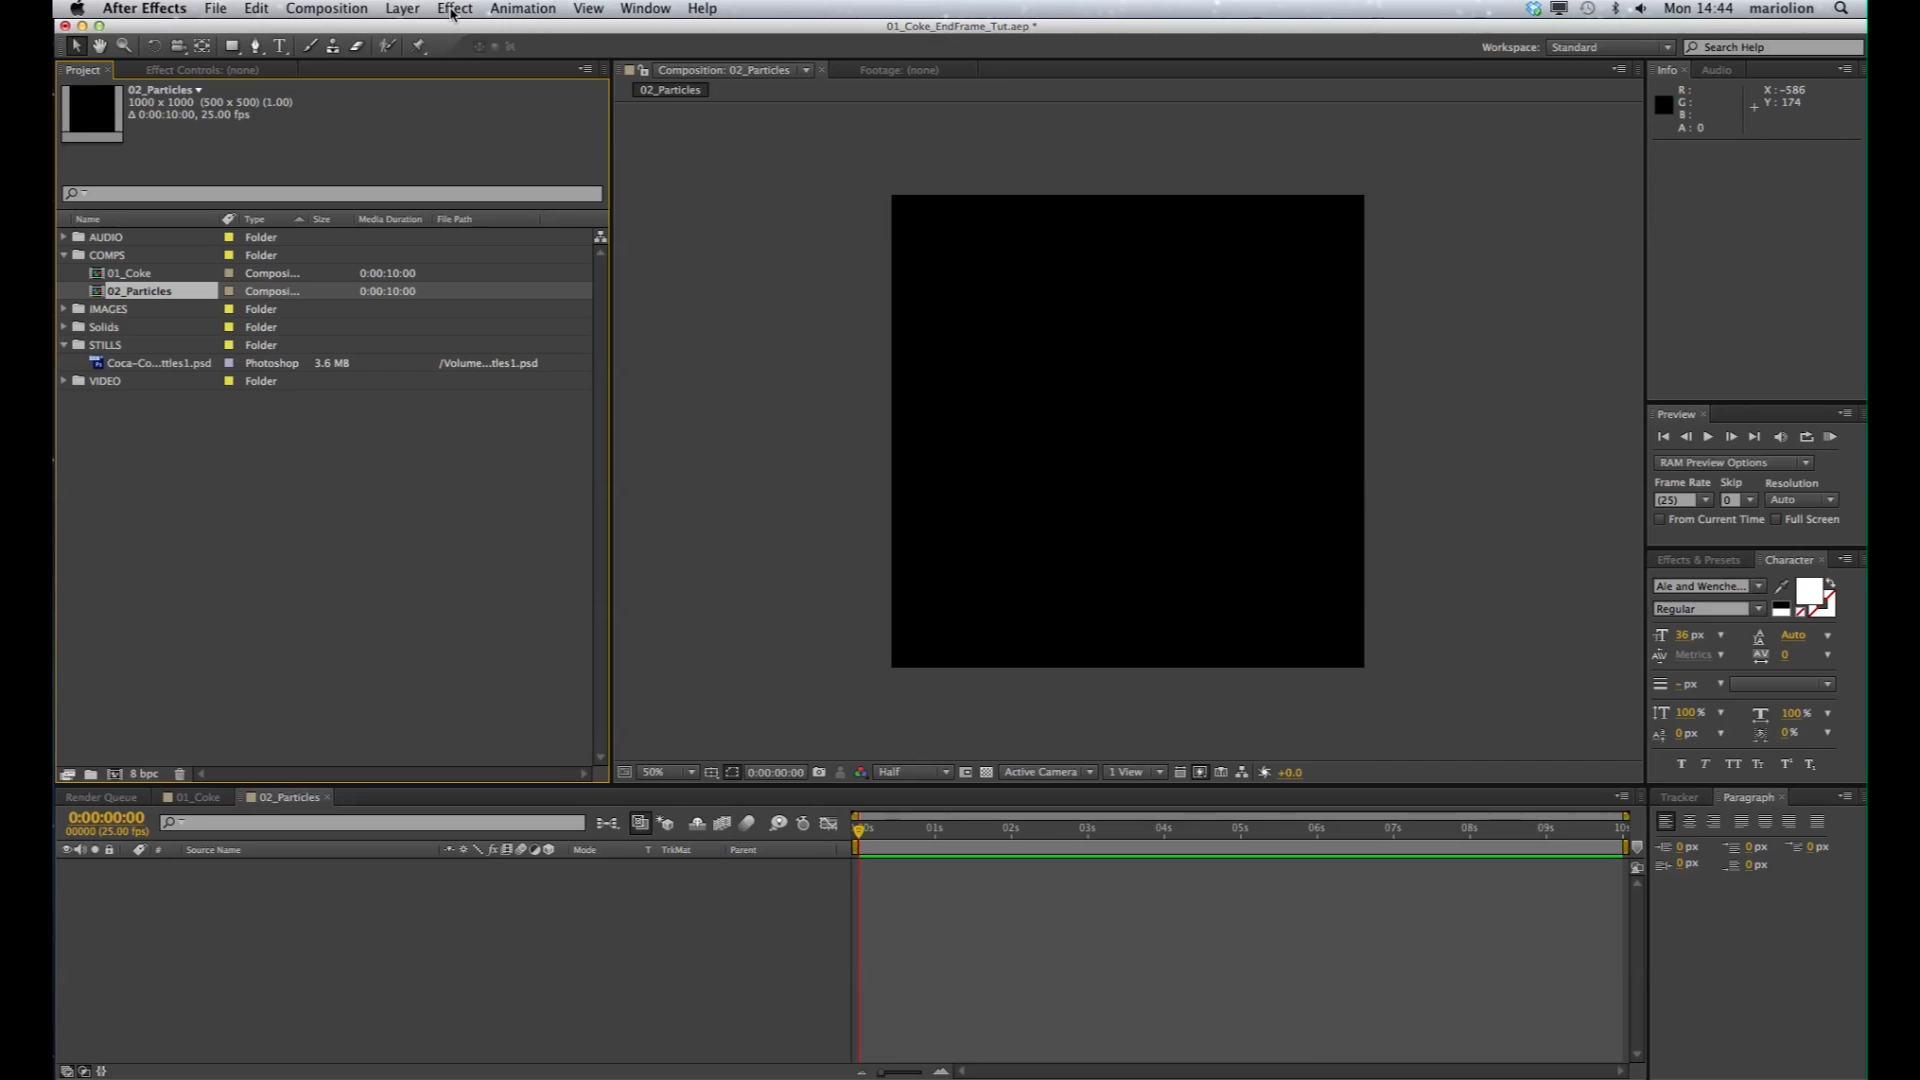 After Effects File Edit Composition Layer Effect Animation View Window Help Mon 14:44 mariolion
01_Coke_EndFrame_Tut.aep *
Workspace: Standard Search Help
Project Effect Controls: (none) Composition: 02_Particles Footage: (none) Info Audio
02_Particles
1000 x 1000 (500 x 500) (1.00)
Δ 0:00:10:00, 25.00 fps
02_Particles
R:
G:
B:
A: 0
X: -586
Y: 174
Name Type Size Media Duration File Path
AUDIO Folder
COMPS Folder
01_Coke Composi... 0:00:10:00
02_Particles Composi... 0:00:10:00
IMAGES Folder
Solids Folder
STILLS Folder
Coca-Co...ttles1.psd Photoshop 3.6 MB /Volume...tles1.psd
VIDEO Folder
Preview
RAM Preview Options
Frame Rate Skip Resolution
(25) 0 Auto
From Current Time Full Screen
Effects & Presets Character
Ale and Wenche...
Regular
36 px Auto
Metrics 0
- px
100 % 100 %
0 px 0 %
T T TT Tт T¹ T₁
8 bpc
50% 0:00:00:00 Half Active Camera 1 View +0.0
Render Queue 01_Coke 02_Particles
0:00:00:00
00000 (25.00 fps)
# Source Name Mode T TrkMat Parent
00s 01s 02s 03s 04s 05s 06s 07s 08s 09s 10s
Tracker Paragraph
0 px 0 px 0 px
0 px 0 px